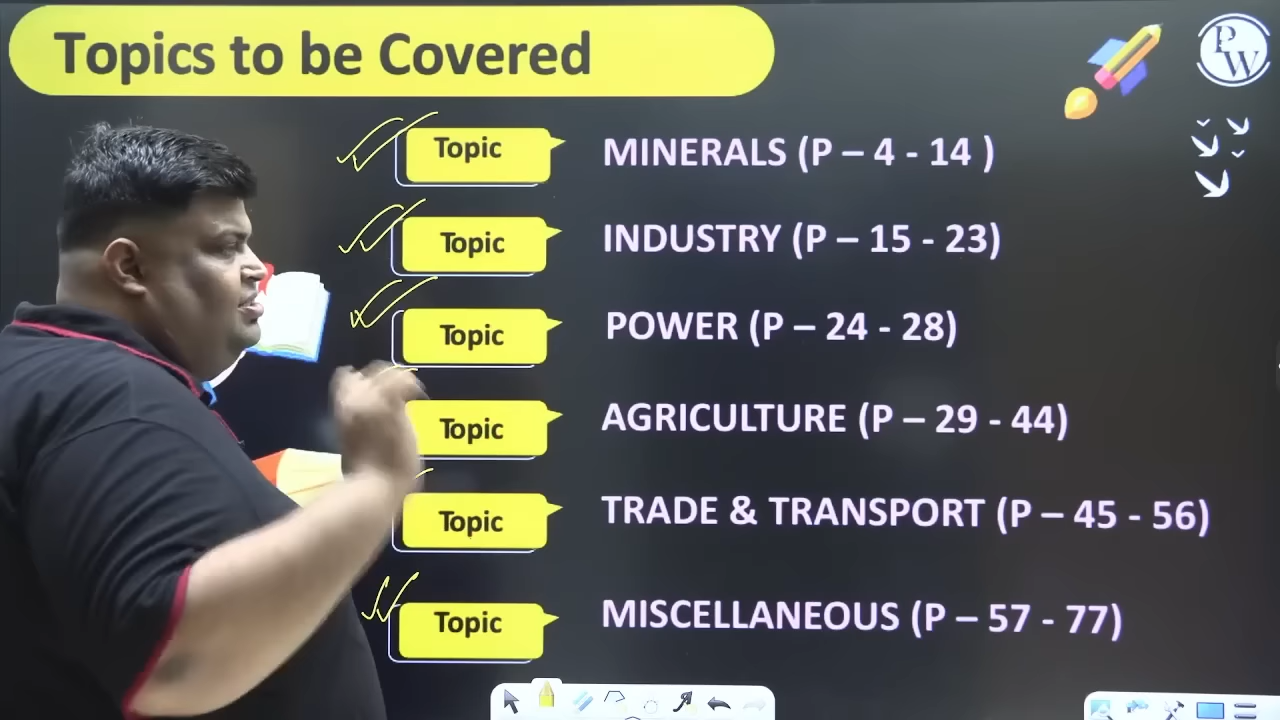 Topics to be Covered
PW
Topic MINERALS (P – 4 - 14 )
Topic INDUSTRY (P – 15 - 23)
Topic POWER (P – 24 - 28)
Topic AGRICULTURE (P – 29 - 44)
Topic TRADE & TRANSPORT (P – 45 - 56)
Topic MISCELLANEOUS (P – 57 - 77)